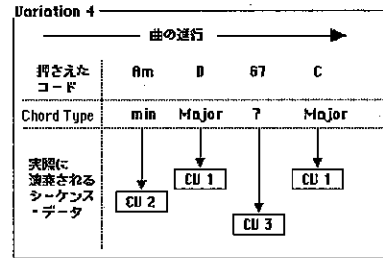 Variation 4
曲の進行
押さえた
コード
Am D G7 C
Chord Type min Major 7 Major
実際に
演奏される
シーケンス
・データ
CV 1 CV 1
CV 2
CV 3